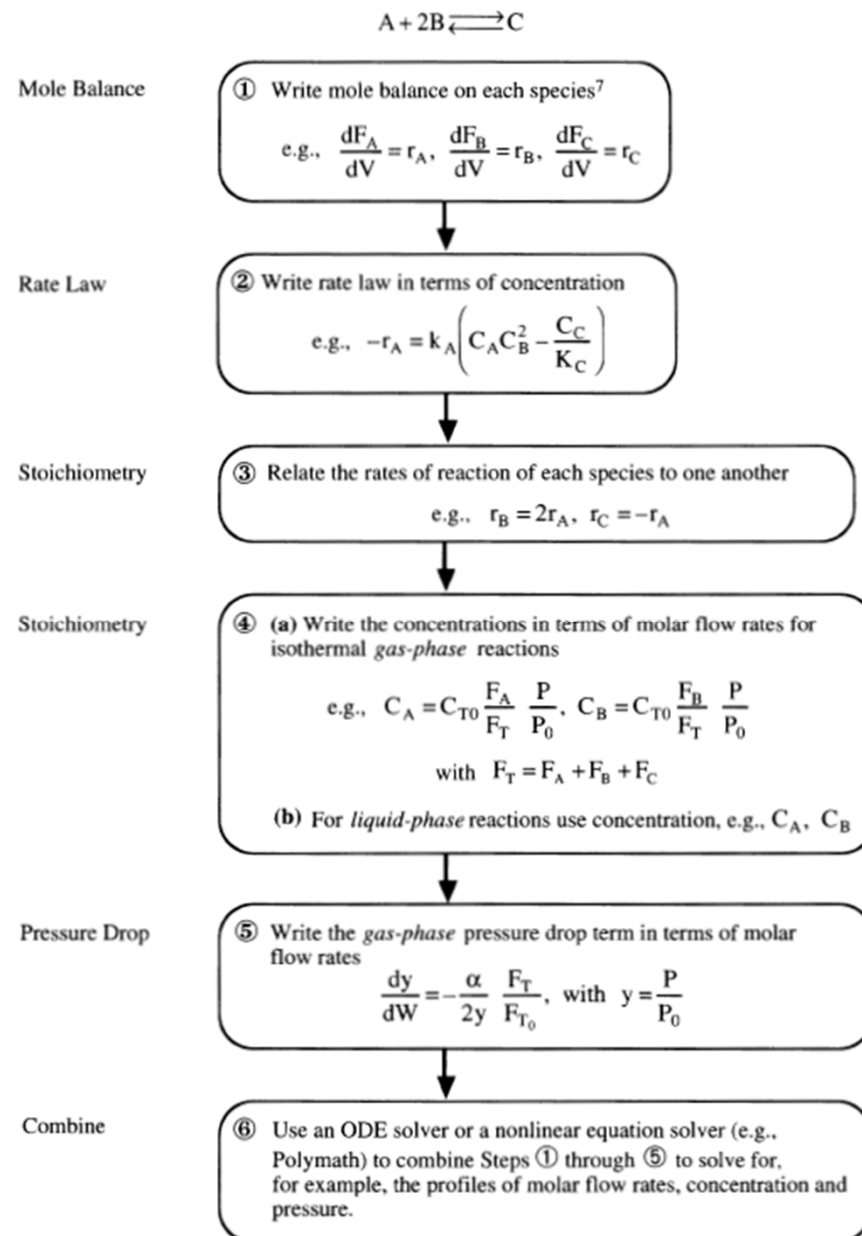 A + 2B ⇄ C
Mole Balance
① Write mole balance on each species⁷
e.g., dF_A/dV = r_A, dF_B/dV = r_B, dF_C/dV = r_C
Rate Law
② Write rate law in terms of concentration
e.g., −r_A = k_A(C_A C_B² − C_C/K_C)
Stoichiometry
③ Relate the rates of reaction of each species to one another
e.g., r_B = 2r_A, r_C = −r_A
Stoichiometry
④ (a) Write the concentrations in terms of molar flow rates for
isothermal gas-phase reactions
e.g., C_A = C_T0 F_A/F_T P/P_0, C_B = C_T0 F_B/F_T P/P_0
with F_T = F_A + F_B + F_C
(b) For liquid-phase reactions use concentration, e.g., C_A, C_B
Pressure Drop
⑤ Write the gas-phase pressure drop term in terms of molar
flow rates
dy/dW = −α/2y F_T/F_T0, with y = P/P_0
Combine
⑥ Use an ODE solver or a nonlinear equation solver (e.g.,
Polymath) to combine Steps ① through ⑤ to solve for,
for example, the profiles of molar flow rates, concentration and
pressure.